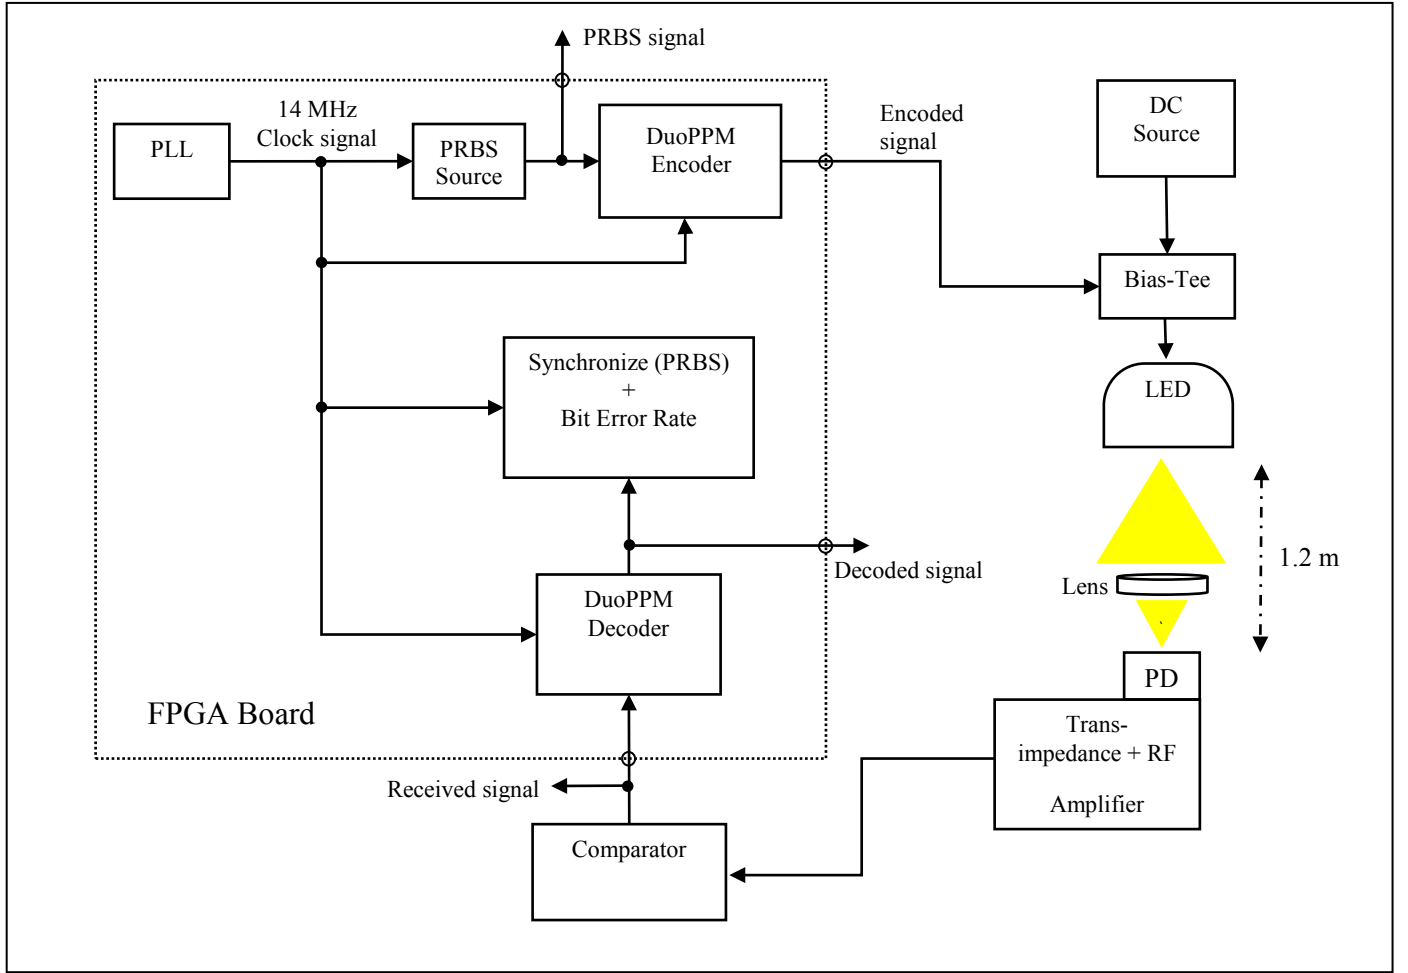 PRBS signal
14 MHz
Clock signal
PLL
PRBS
Source
DuoPPM
Encoder
Encoded
signal
DC
Source
Bias-Tee
LED
Synchronize (PRBS)
+
Bit Error Rate
1.2 m
Lens
Decoded signal
DuoPPM
Decoder
PD
FPGA Board
Trans-
impedance + RF
Amplifier
Received signal
Comparator